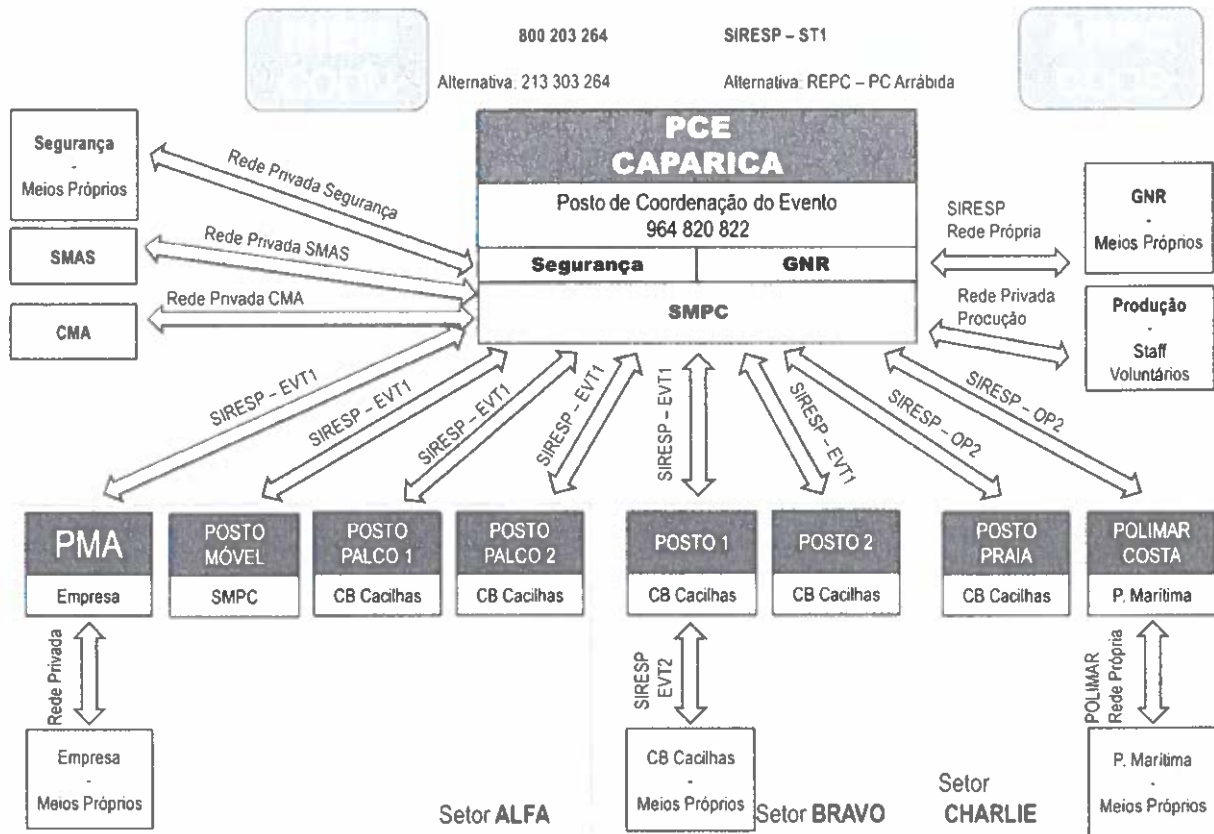 800 203 264
SIRESP – ST1
Alternativa: 213 303 264
Alternativa: REPC – PC Arrábida
PCE
CAPARICA
Posto de Coordenação do Evento
964 820 822
Segurança
GNR
SMPC
Segurança
-
Meios Próprios
SMAS
CMA
Rede Privada Segurança
Rede Privada SMAS
Rede Privada CMA
SIRESP
Rede Própria
Rede Privada
Procução
GNR
-
Meios Próprios
Produção
-
Staff
Voluntários
SIRESP – EVT1
SIRESP – EVT1
SIRESP – EVT1
SIRESP – EVT1
SIRESP – EVT1
SIRESP – EVT1
SIRESP – OP2
SIRESP – OP2
PMA
Empresa
POSTO
MÓVEL
SMPC
POSTO
PALCO 1
CB Cacilhas
POSTO
PALCO 2
CB Cacilhas
POSTO 1
CB Cacilhas
POSTO 2
CB Cacilhas
POSTO
PRAIA
CB Cacilhas
POLIMAR
COSTA
P. Marítima
Rede Privada
SIRESP
EVT2
POLIMAR
Rede Própria
Empresa
-
Meios Próprios
CB Cacilhas
-
Meios Próprios
P. Marítima
-
Meios Próprios
Setor ALFA
Setor BRAVO
Setor
CHARLIE